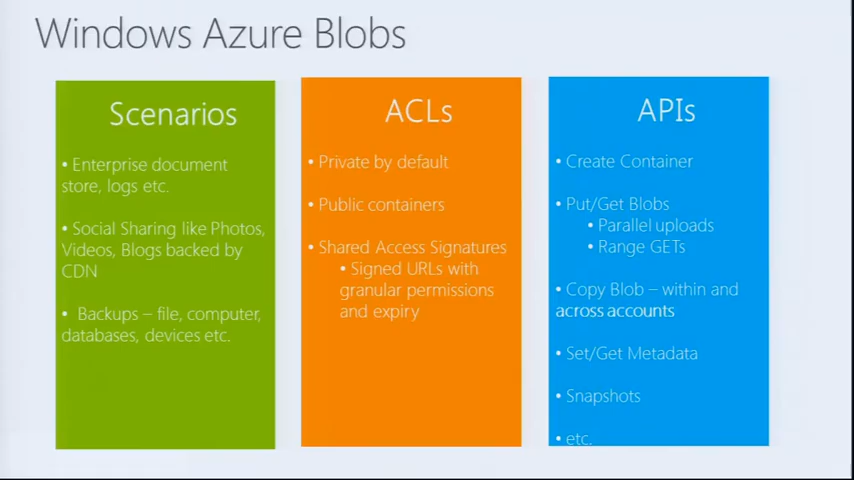 Windows Azure Blobs
Scenarios
• Enterprise document
store, logs etc.
• Social Sharing like Photos,
Videos, Blogs backed by
CDN
• Backups – file, computer,
databases, devices etc.
ACLs
• Private by default
• Public containers
• Shared Access Signatures
• Signed URLs with
granular permissions
and expiry
APIs
• Create Container
• Put/Get Blobs
• Parallel uploads
• Range GETs
• Copy Blob – within and
across accounts
• Set/Get Metadata
• Snapshots
• etc.